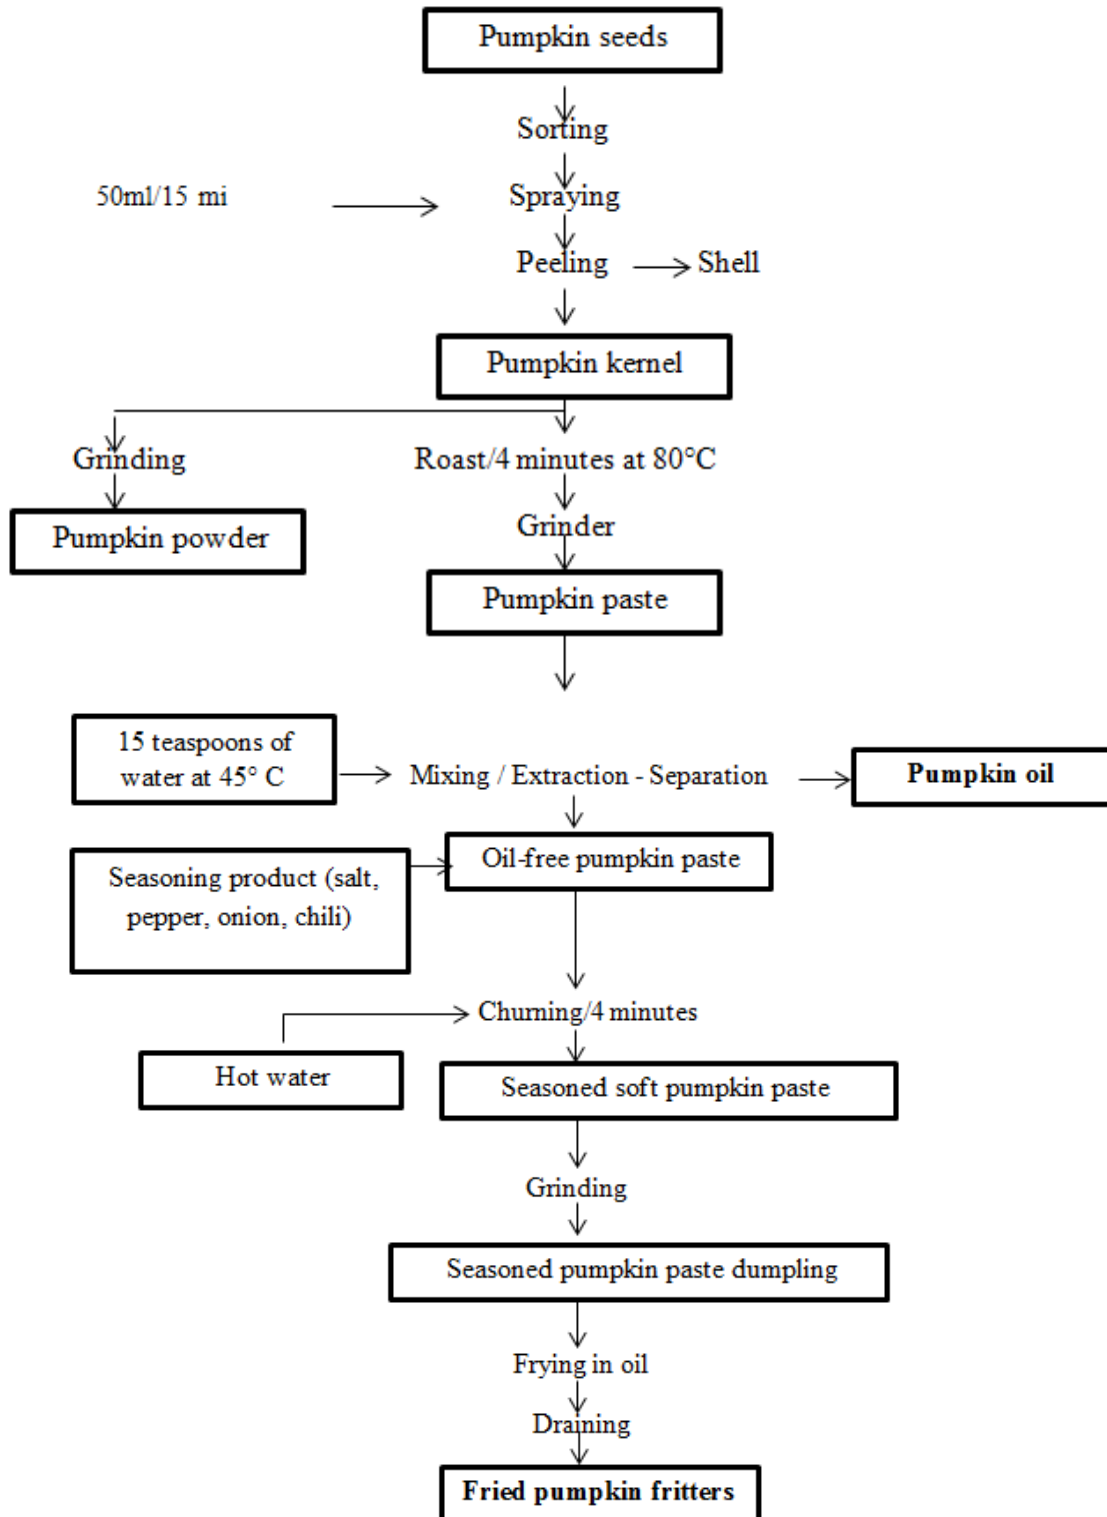 Pumpkin seeds
Sorting
50ml/15 mi
Spraying
Peeling
Shell
Pumpkin kernel
Grinding
Roast/4 minutes at 80°C
Pumpkin powder
Grinder
Pumpkin paste
15 teaspoons of
water at 45° C
Mixing / Extraction - Separation
Pumpkin oil
Oil-free pumpkin paste
Seasoning product (salt,
pepper, onion, chili)
Churning/4 minutes
Hot water
Seasoned soft pumpkin paste
Grinding
Seasoned pumpkin paste dumpling
Frying in oil
Draining
Fried pumpkin fritters